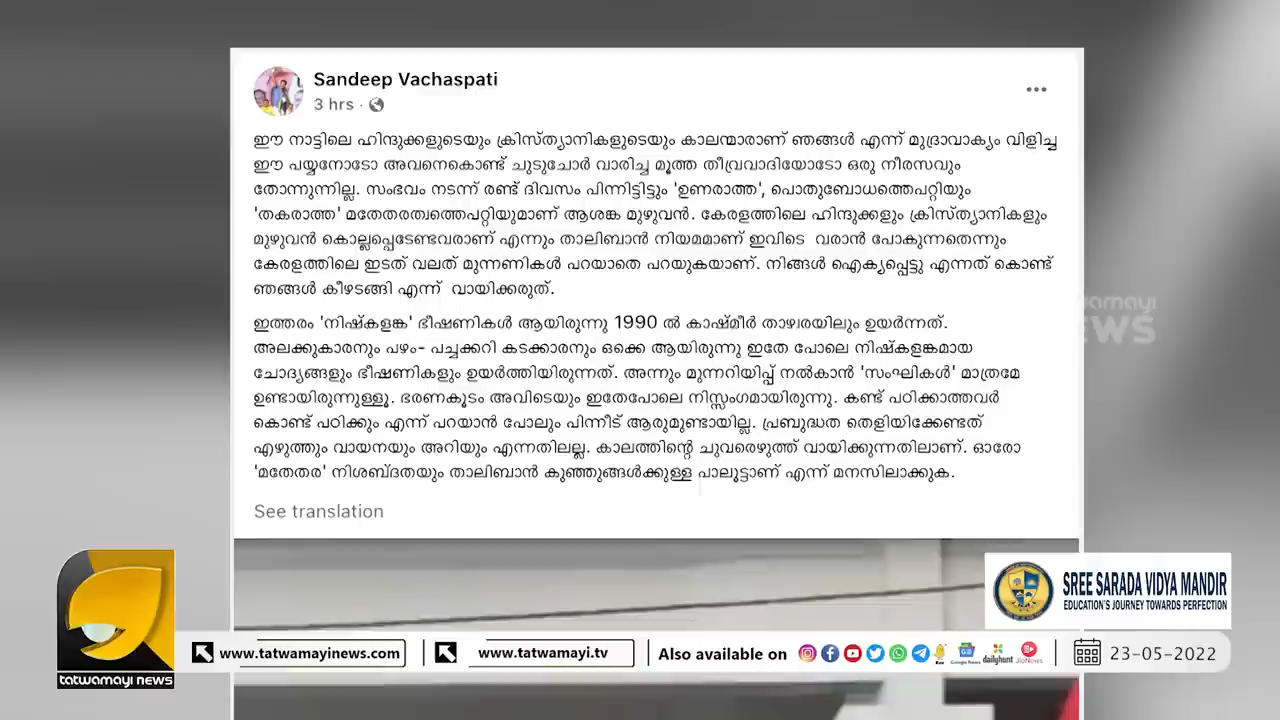 Sandeep Vachaspati
3 hrs ·
ഈ നാട്ടിലെ ഹിന്ദുക്കളുടെയും ക്രിസ്ത്യാനികളുടെയും കാലന്മാരാണ് ഞങ്ങൾ എന്ന് മുദ്രാവാക്യം വിളിച്ച
ഈ പയ്യനോടോ അവനെകൊണ്ട് ചുടുചോർ വാരിച്ച മൂത്ത തീവ്രവാദിയോടോ ഒരു നീരസവും
തോന്നുന്നില്ല. സംഭവം നടന്ന് രണ്ട് ദിവസം പിന്നിട്ടിട്ടും 'ഉണരാത്ത', പൊതുബോധത്തെപറ്റിയും
'തകരാത്ത' മതേതരത്വത്തെപറ്റിയുമാണ് ആശങ്ക മുഴുവൻ. കേരളത്തിലെ ഹിന്ദുക്കളും ക്രിസ്ത്യാനികളും
മുഴുവൻ കൊല്ലപ്പെടേണ്ടവരാണ് എന്നും താലിബാൻ നിയമമാണ് ഇവിടെ വരാൻ പോകുന്നതെന്നും
കേരളത്തിലെ ഇടത് വലത് മുന്നണികൾ പറയാതെ പറയുകയാണ്. നിങ്ങൾ ഐക്യപ്പെട്ടു എന്നത് കൊണ്ട്
ഞങ്ങൾ കീഴടങ്ങി എന്ന് വായിക്കരുത്.
ഇത്തരം 'നിഷ്കളങ്ക' ഭീഷണികൾ ആയിരുന്നു 1990 ൽ കാഷ്മീർ താഴ്വരയിലും ഉയർന്നത്.
അലക്കുകാരനും പഴം- പച്ചക്കറി കടക്കാരനും ഒക്കെ ആയിരുന്നു ഇതേ പോലെ നിഷ്കളങ്കമായ
ചോദ്യങ്ങളും ഭീഷണികളും ഉയർത്തിയിരുന്നത്. അന്നും മുന്നറിയിപ്പ് നൽകാൻ 'സംഘികൾ' മാത്രമേ
ഉണ്ടായിരുന്നുള്ളൂ. ഭരണകൂടം അവിടെയും ഇതേപോലെ നിസ്സംഗമായിരുന്നു. കണ്ട് പഠിക്കാത്തവർ
കൊണ്ട് പഠിക്കും എന്ന് പറയാൻ പോലും പിന്നീട് ആരുമുണ്ടായില്ല. പ്രബുദ്ധത തെളിയിക്കേണ്ടത്
എഴുത്തും വായനയും അറിയും എന്നതിലല്ല. കാലത്തിന്റെ ചുവരെഴുത്ത് വായിക്കുന്നതിലാണ്. ഓരോ
'മതേതര' നിശബ്ദതയും താലിബാൻ കുഞ്ഞുങ്ങൾക്കുള്ള പാലൂട്ടാണ് എന്ന് മനസിലാക്കുക.
See translation
twamayi
NEWS
SREE SARADA VIDYA MANDIR
EDUCATION'S JOURNEY TOWARDS PERFECTION
tatwamayi news
www.tatwamayinews.com
www.tatwamayi.tv
Also available on
Google News
dailyhunt
JioNews
23-05-2022